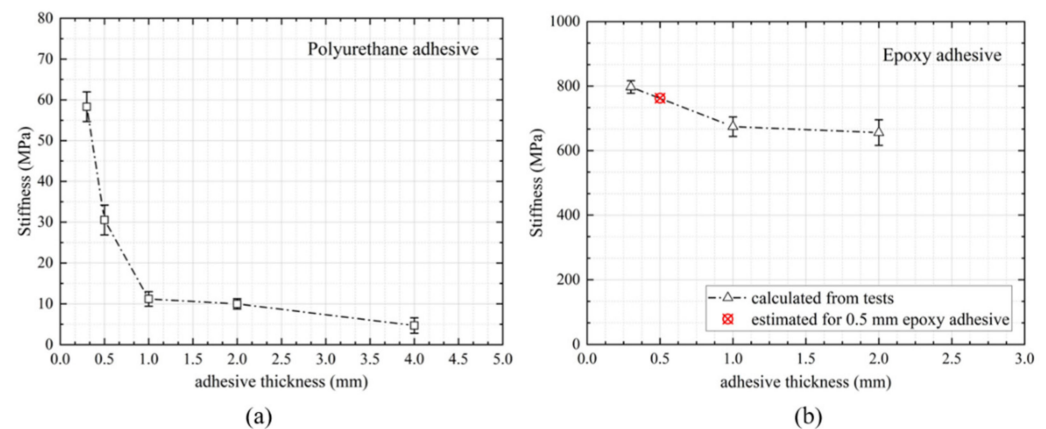 Polyurethane adhesive
Stiffness (MPa)
80
70
60
50
40
30
20
10
0
0.0 0.5 1.0 1.5 2.0 2.5 3.0 3.5 4.0 4.5 5.0
adhesive thickness (mm)
(a)
Epoxy adhesive
Stiffness (MPa)
1000
800
600
400
200
0
calculated from tests
estimated for 0.5 mm epoxy adhesive
0.0 0.5 1.0 1.5 2.0 2.5 3.0
adhesive thickness (mm)
(b)